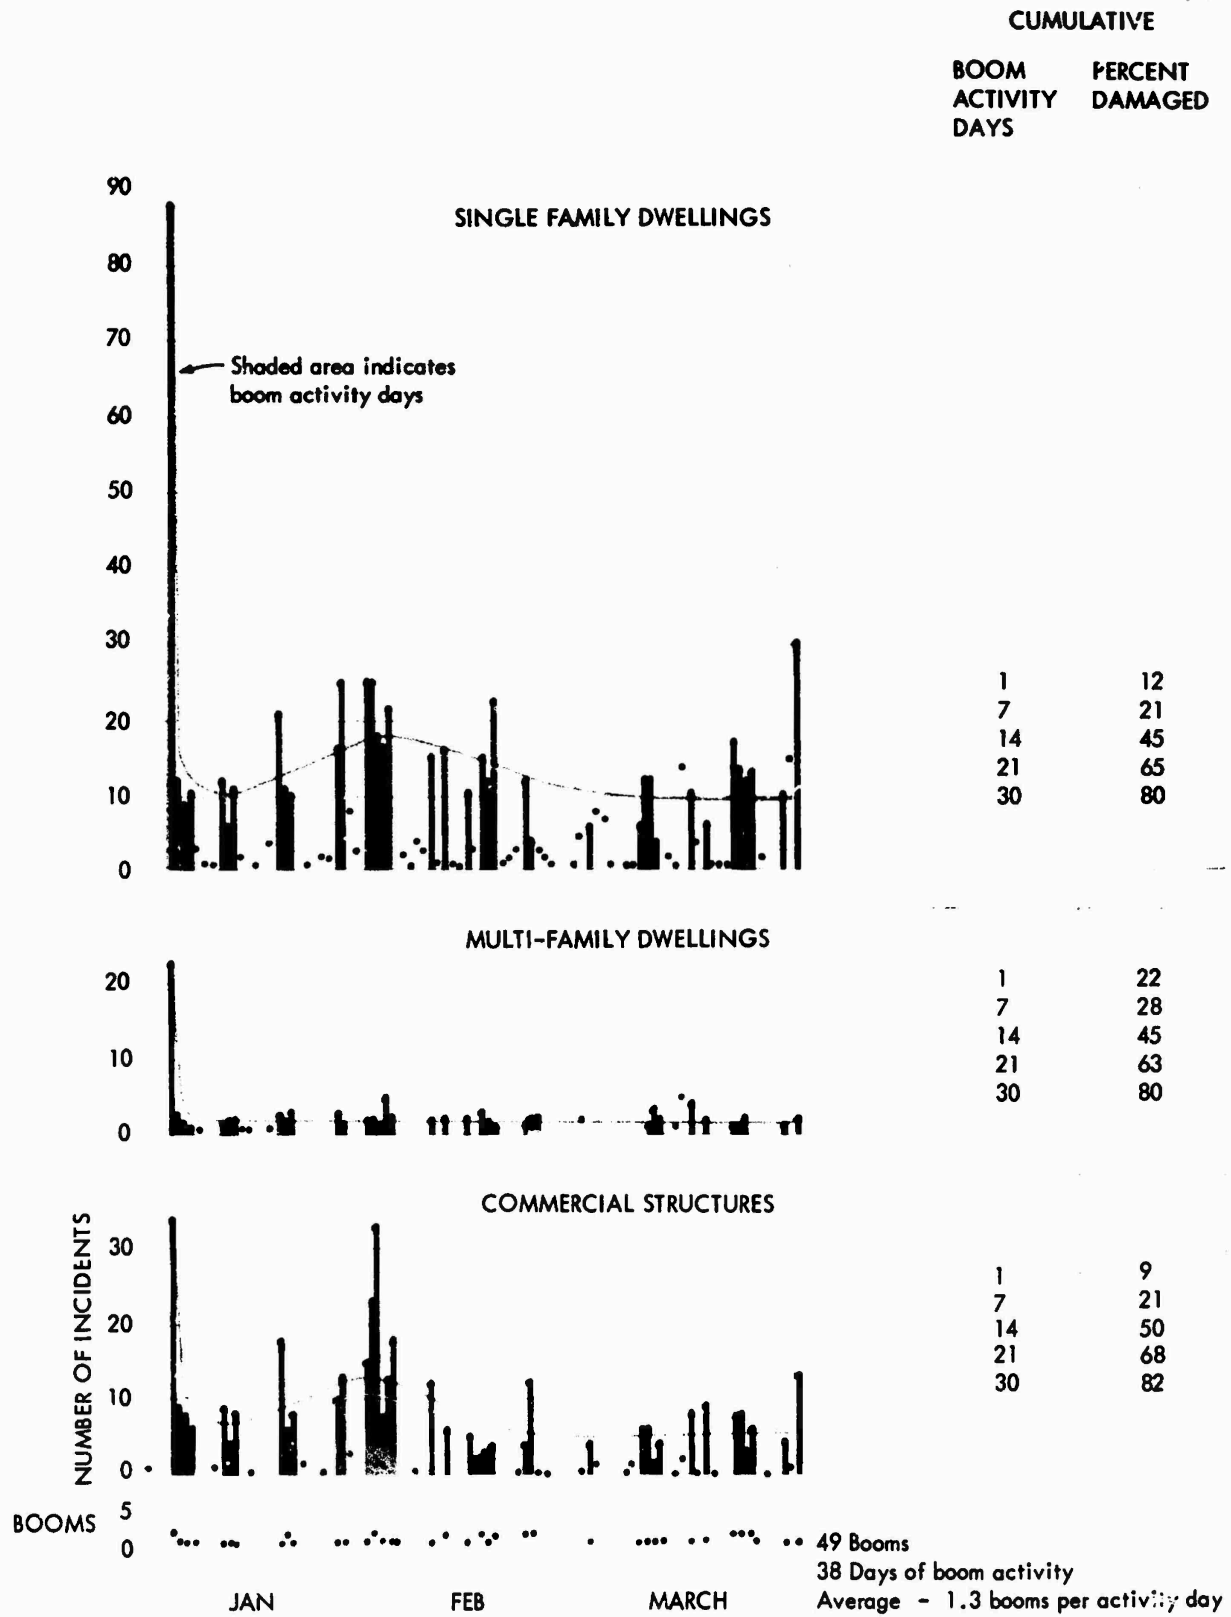 CUMULATIVE
BOOM PERCENT
ACTIVITY DAMAGED
DAYS
90
SINGLE FAMILY DWELLINGS
80
70
Shaded area indicates
boom activity days
60
50
40
30
1 12
7 21
20
14 45
21 65
10
30 80
0
MULTI-FAMILY DWELLINGS
20
1 22
7 28
14 45
10
21 63
30 80
0
COMMERCIAL STRUCTURES
NUMBER OF INCIDENTS
30
1 9
7 21
20
14 50
21 68
10
30 82
0
5
BOOMS
0
49 Booms
38 Days of boom activity
JAN FEB MARCH Average - 1.3 booms per activity day